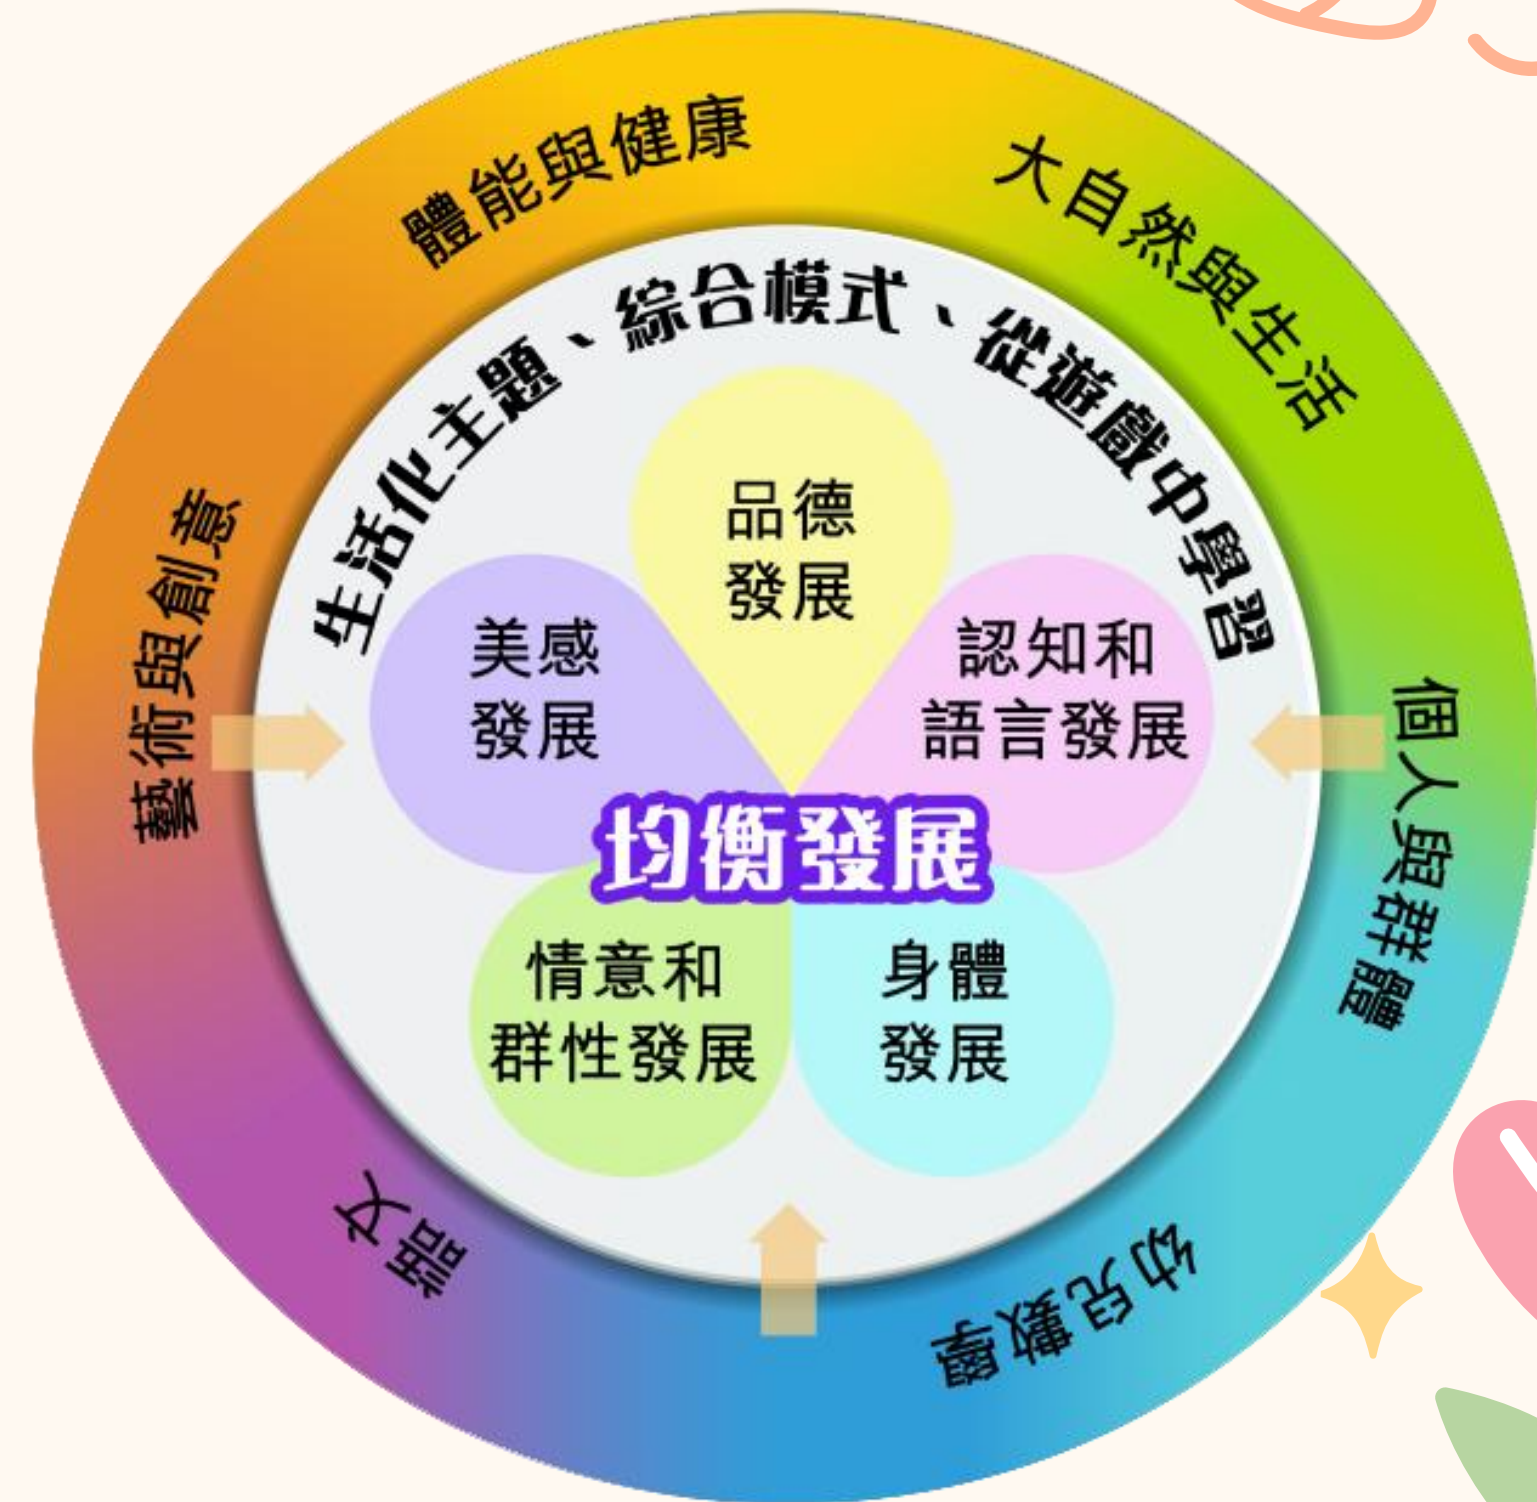 體能與健康
大自然與生活
個人與群體
幼兒數學
語文
藝術與創意
生活化主題、綜合模式、從遊戲中學習
品德
發展
認知和
語言發展
身體
發展
情意和
群性發展
美感
發展
均衡發展